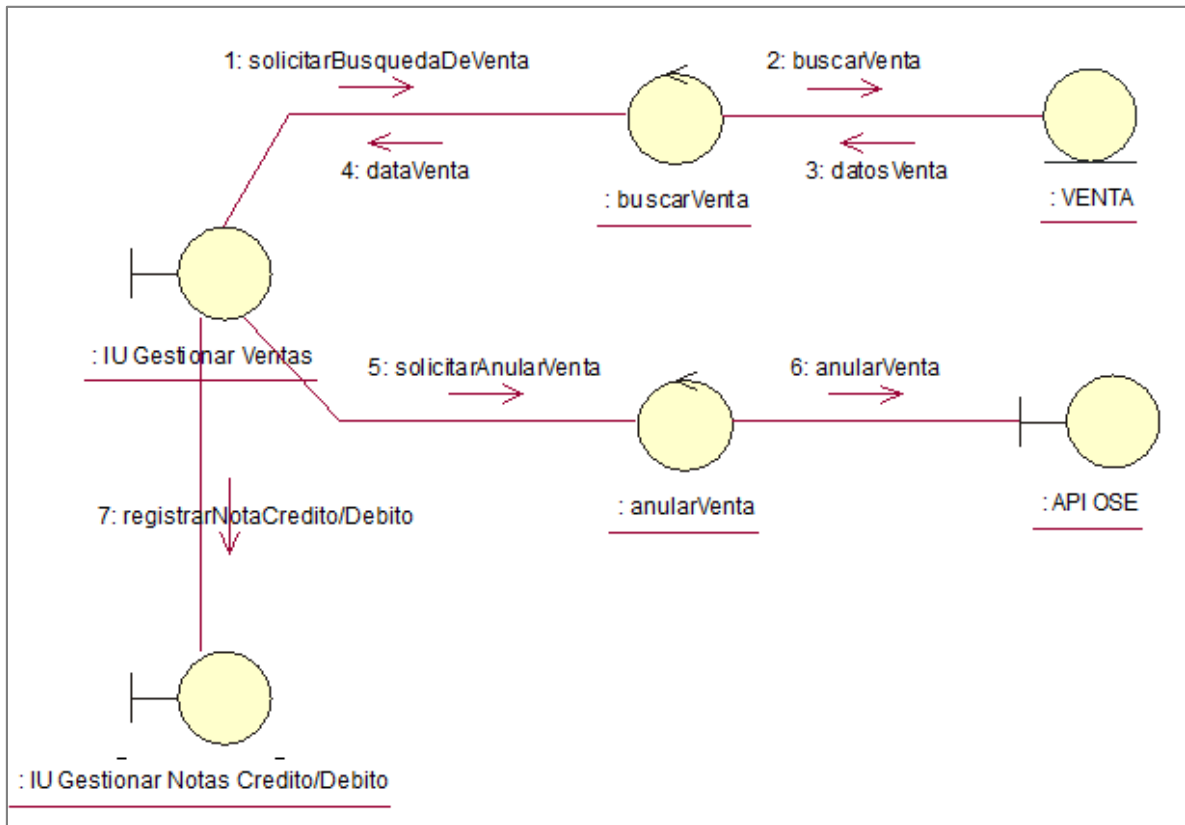 1: solicitarBusquedaDeVenta
2: buscarVenta
4: dataVenta
3: datosVenta
: buscarVenta
: VENTA
: IU Gestionar Ventas
5: solicitarAnularVenta
6: anularVenta
: anularVenta
: API OSE
7: registrarNotaCredito/Debito
: IU Gestionar Notas Credito/Debito